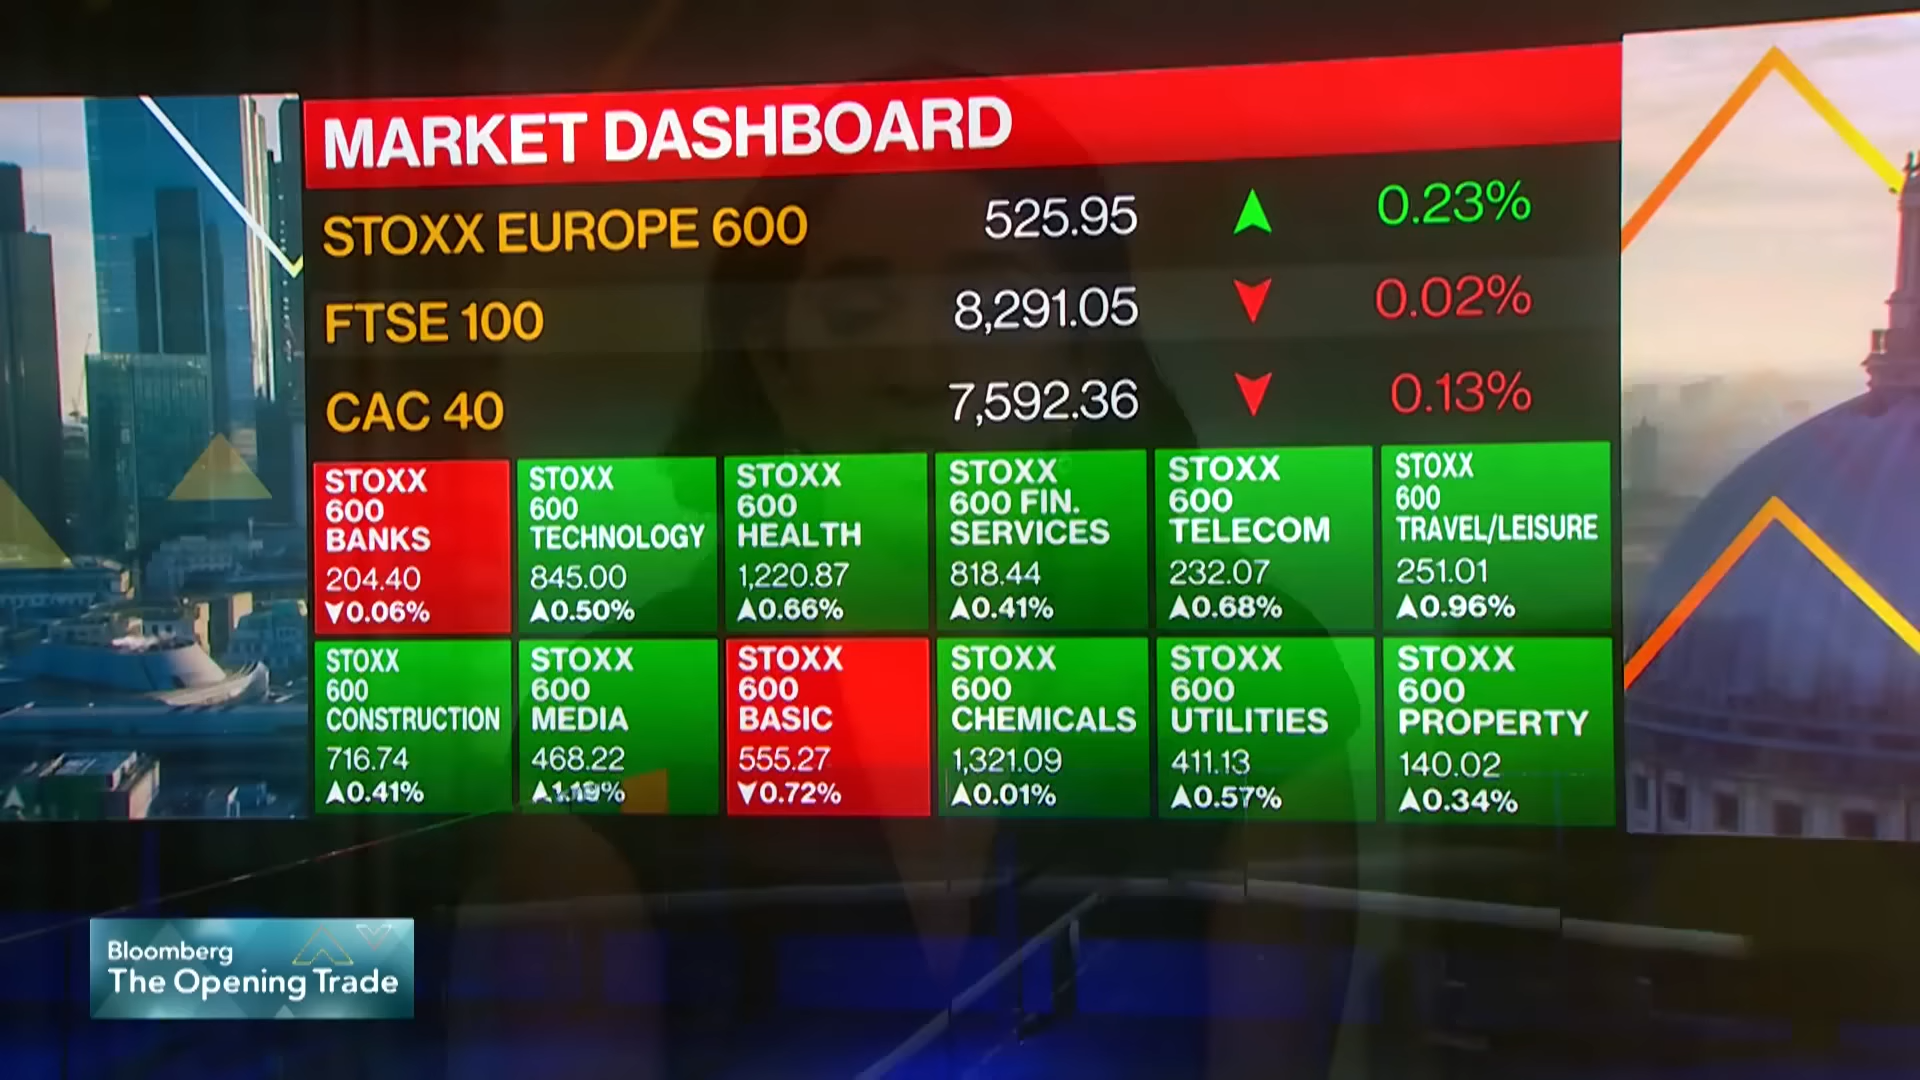 MARKET DASHBOARD
STOXX EUROPE 600 525.95 ▲ 0.23%
FTSE 100 8,291.05 ▼ 0.02%
CAC 40 7,592.36 ▼ 0.13%
STOXX
600
BANKS
204.40
▼0.06%
STOXX
600
TECHNOLOGY
845.00
▲0.50%
STOXX
600
HEALTH
1,220.87
▲0.66%
STOXX
600 FIN.
SERVICES
818.44
▲0.41%
STOXX
600
TELECOM
232.07
▲0.68%
STOXX
600
TRAVEL/LEISURE
251.01
▲0.96%
STOXX
600
CONSTRUCTION
716.74
▲0.41%
STOXX
600
MEDIA
468.22
STOXX
600
BASIC
555.27
▼0.72%
STOXX
600
CHEMICALS
1,321.09
▲0.01%
STOXX
600
UTILITIES
411.13
▲0.57%
STOXX
600
PROPERTY
140.02
▲0.34%
Bloomberg
The Opening Trade